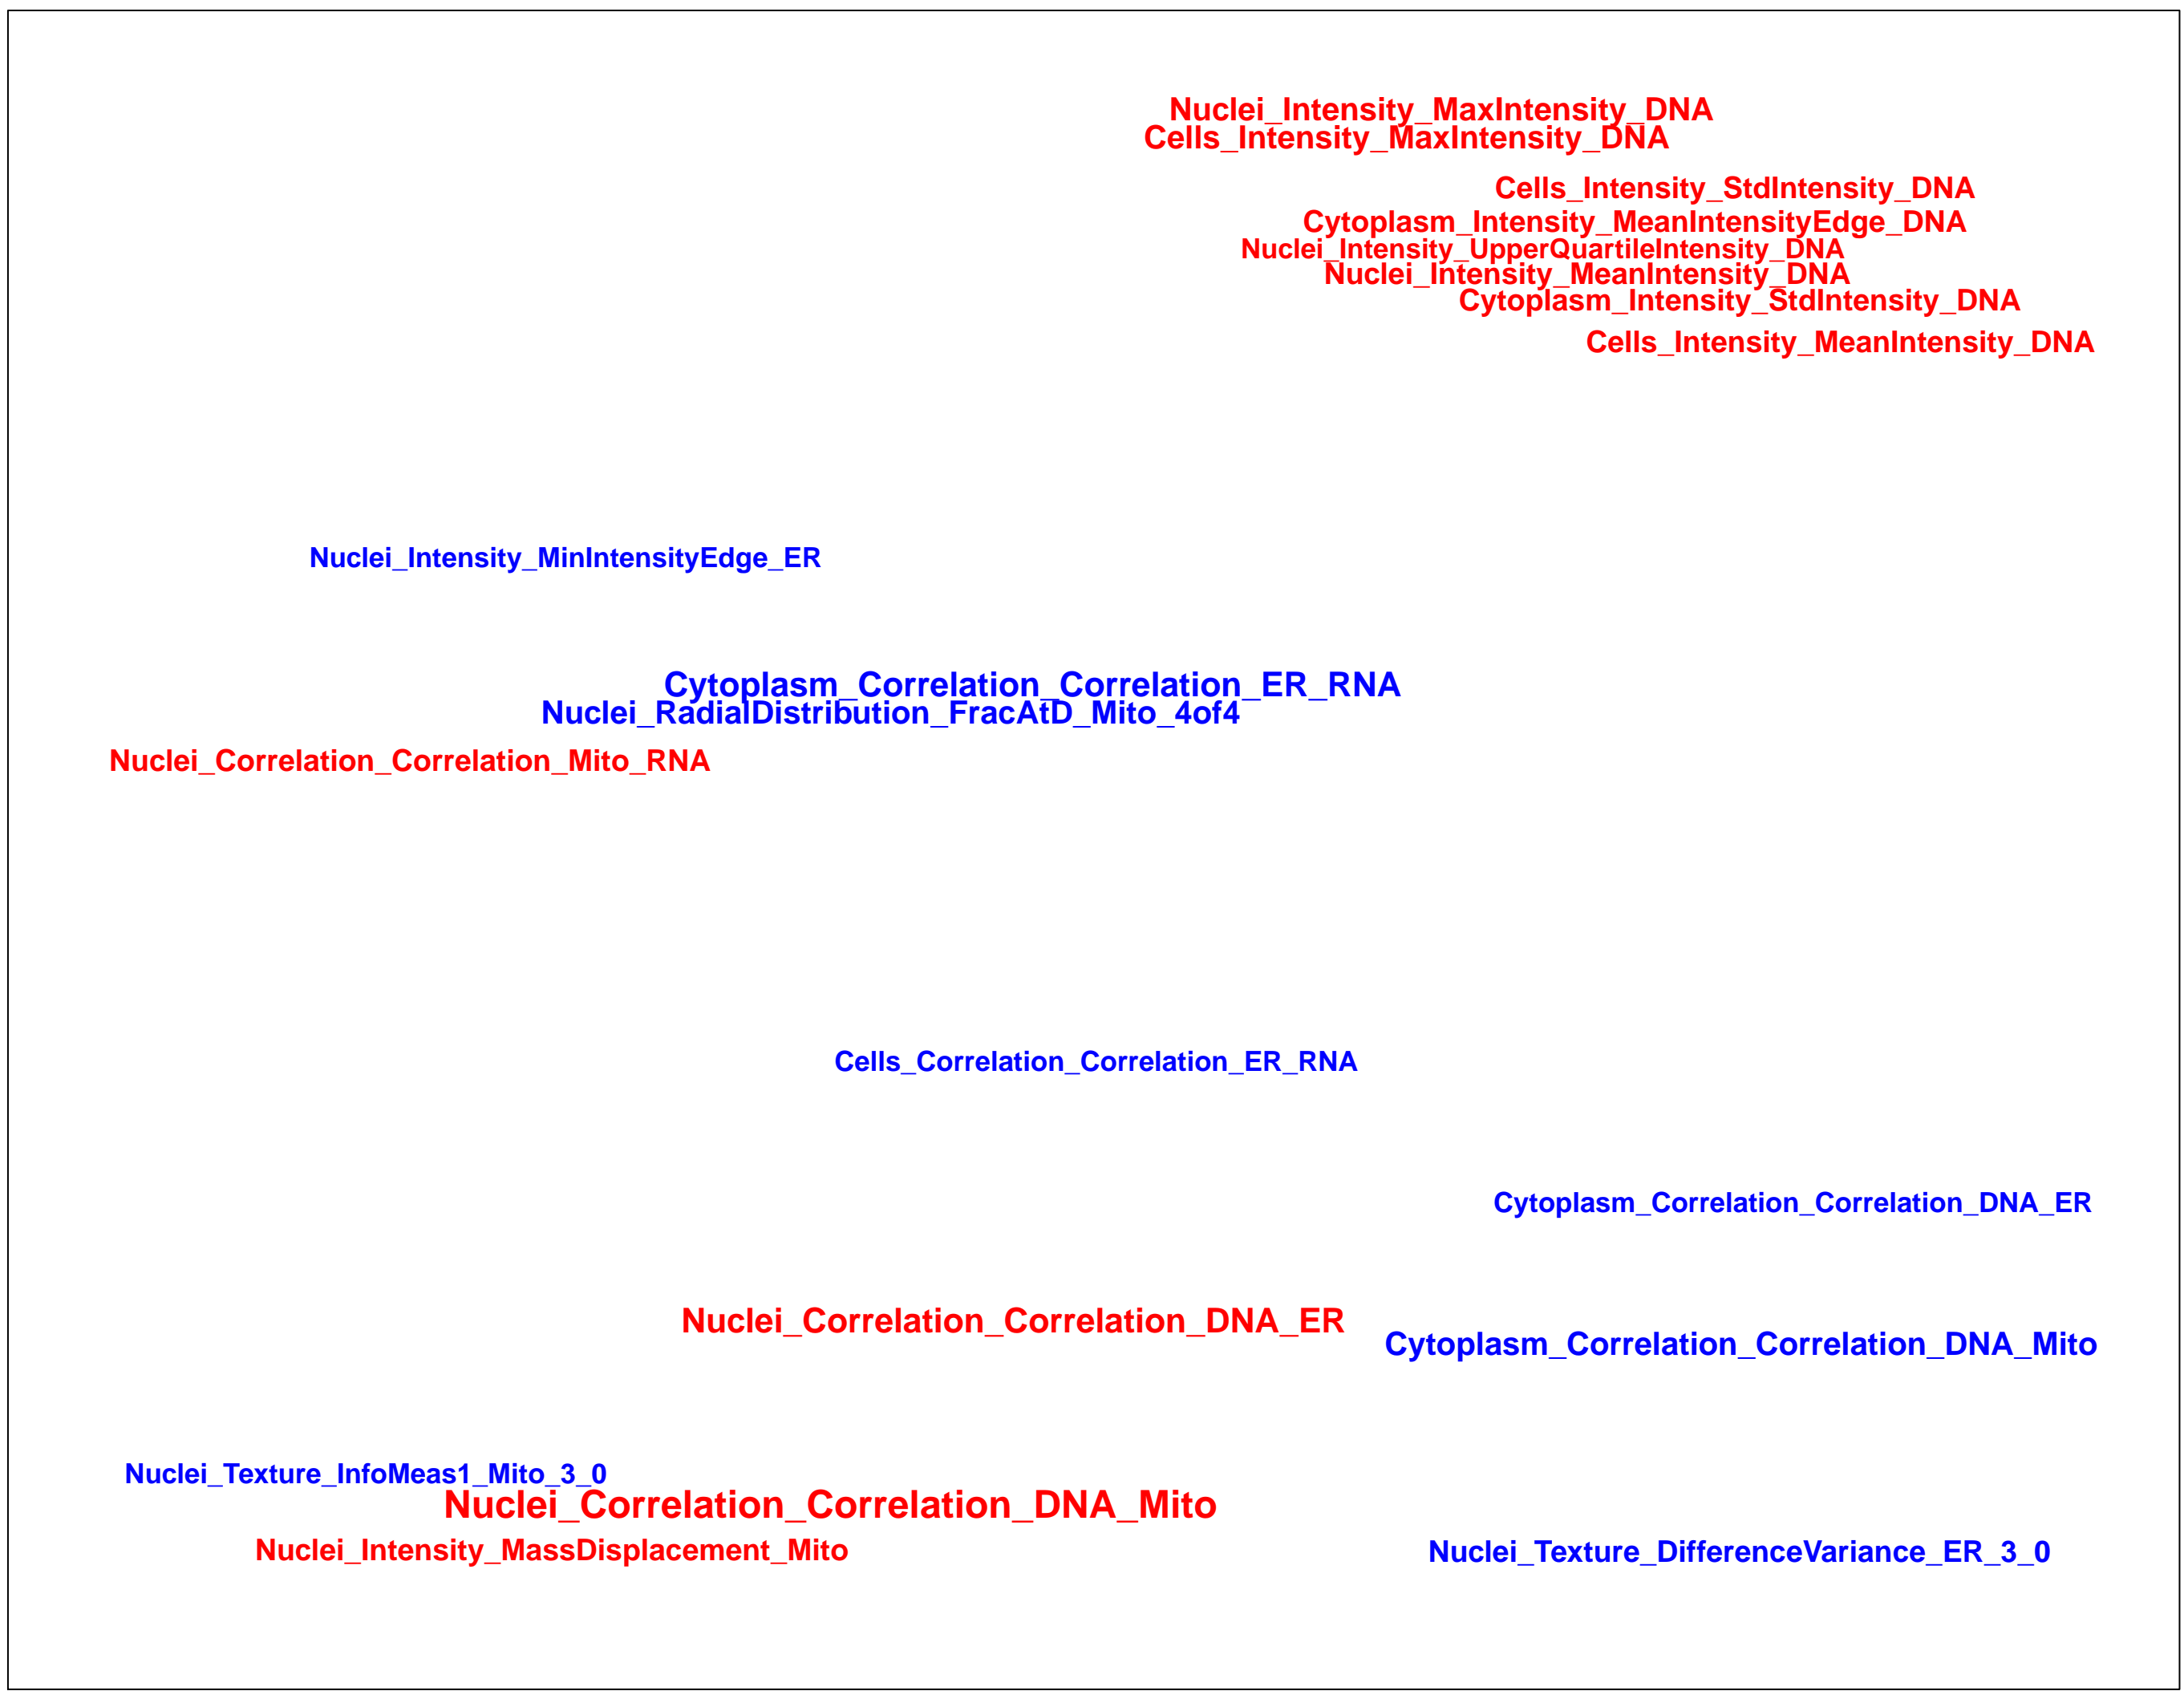 Nuclei_Intensity_MaxIntensity_DNA
Cells_Intensity_MaxIntensity_DNA
Cells_Intensity_StdIntensity_DNA
Cytoplasm_Intensity_MeanIntensityEdge_DNA
Nuclei_Intensity_UpperQuartileIntensity_DNA
Nuclei_Intensity_MeanIntensity_DNA
Cytoplasm_Intensity_StdIntensity_DNA
Cells_Intensity_MeanIntensity_DNA
Nuclei_Intensity_MinIntensityEdge_ER
Cytoplasm_Correlation_Correlation_ER_RNA
Nuclei_RadialDistribution_FracAtD_Mito_4of4
Nuclei_Correlation_Correlation_Mito_RNA
Cells_Correlation_Correlation_ER_RNA
Cytoplasm_Correlation_Correlation_DNA_ER
Nuclei_Correlation_Correlation_DNA_ER
Cytoplasm_Correlation_Correlation_DNA_Mito
Nuclei_Texture_InfoMeas1_Mito_3_0
Nuclei_Correlation_Correlation_DNA_Mito
Nuclei_Intensity_MassDisplacement_Mito
Nuclei_Texture_DifferenceVariance_ER_3_0